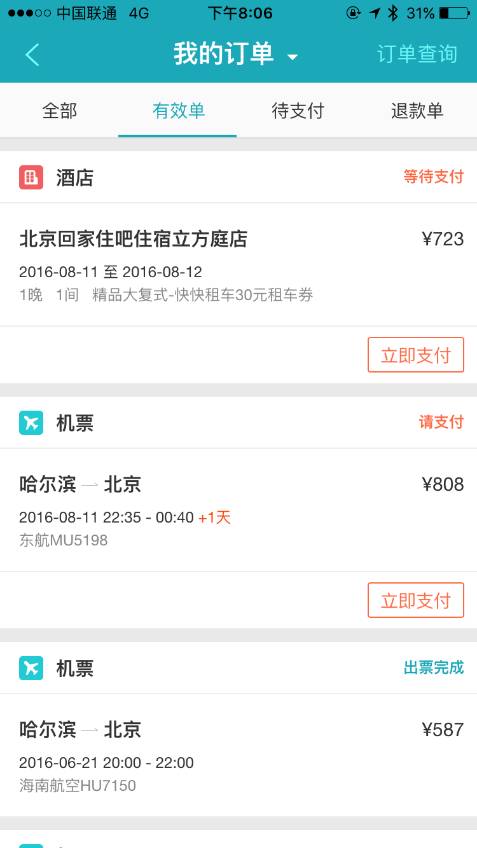 中国联通 4G 下午8:06 31%
我的订单 订单查询
全部 有效单 待支付 退款单
酒店 等待支付
北京回家住吧住宿立方庭店 ¥723
2016-08-11 至 2016-08-12
1晚 1间 精品大复式-快快租车30元租车券
立即支付
机票 请支付
哈尔滨 北京 ¥808
2016-08-11 22:35 - 00:40 +1天
东航MU5198
立即支付
机票 出票完成
哈尔滨 北京 ¥587
2016-06-21 20:00 - 22:00
海南航空HU7150